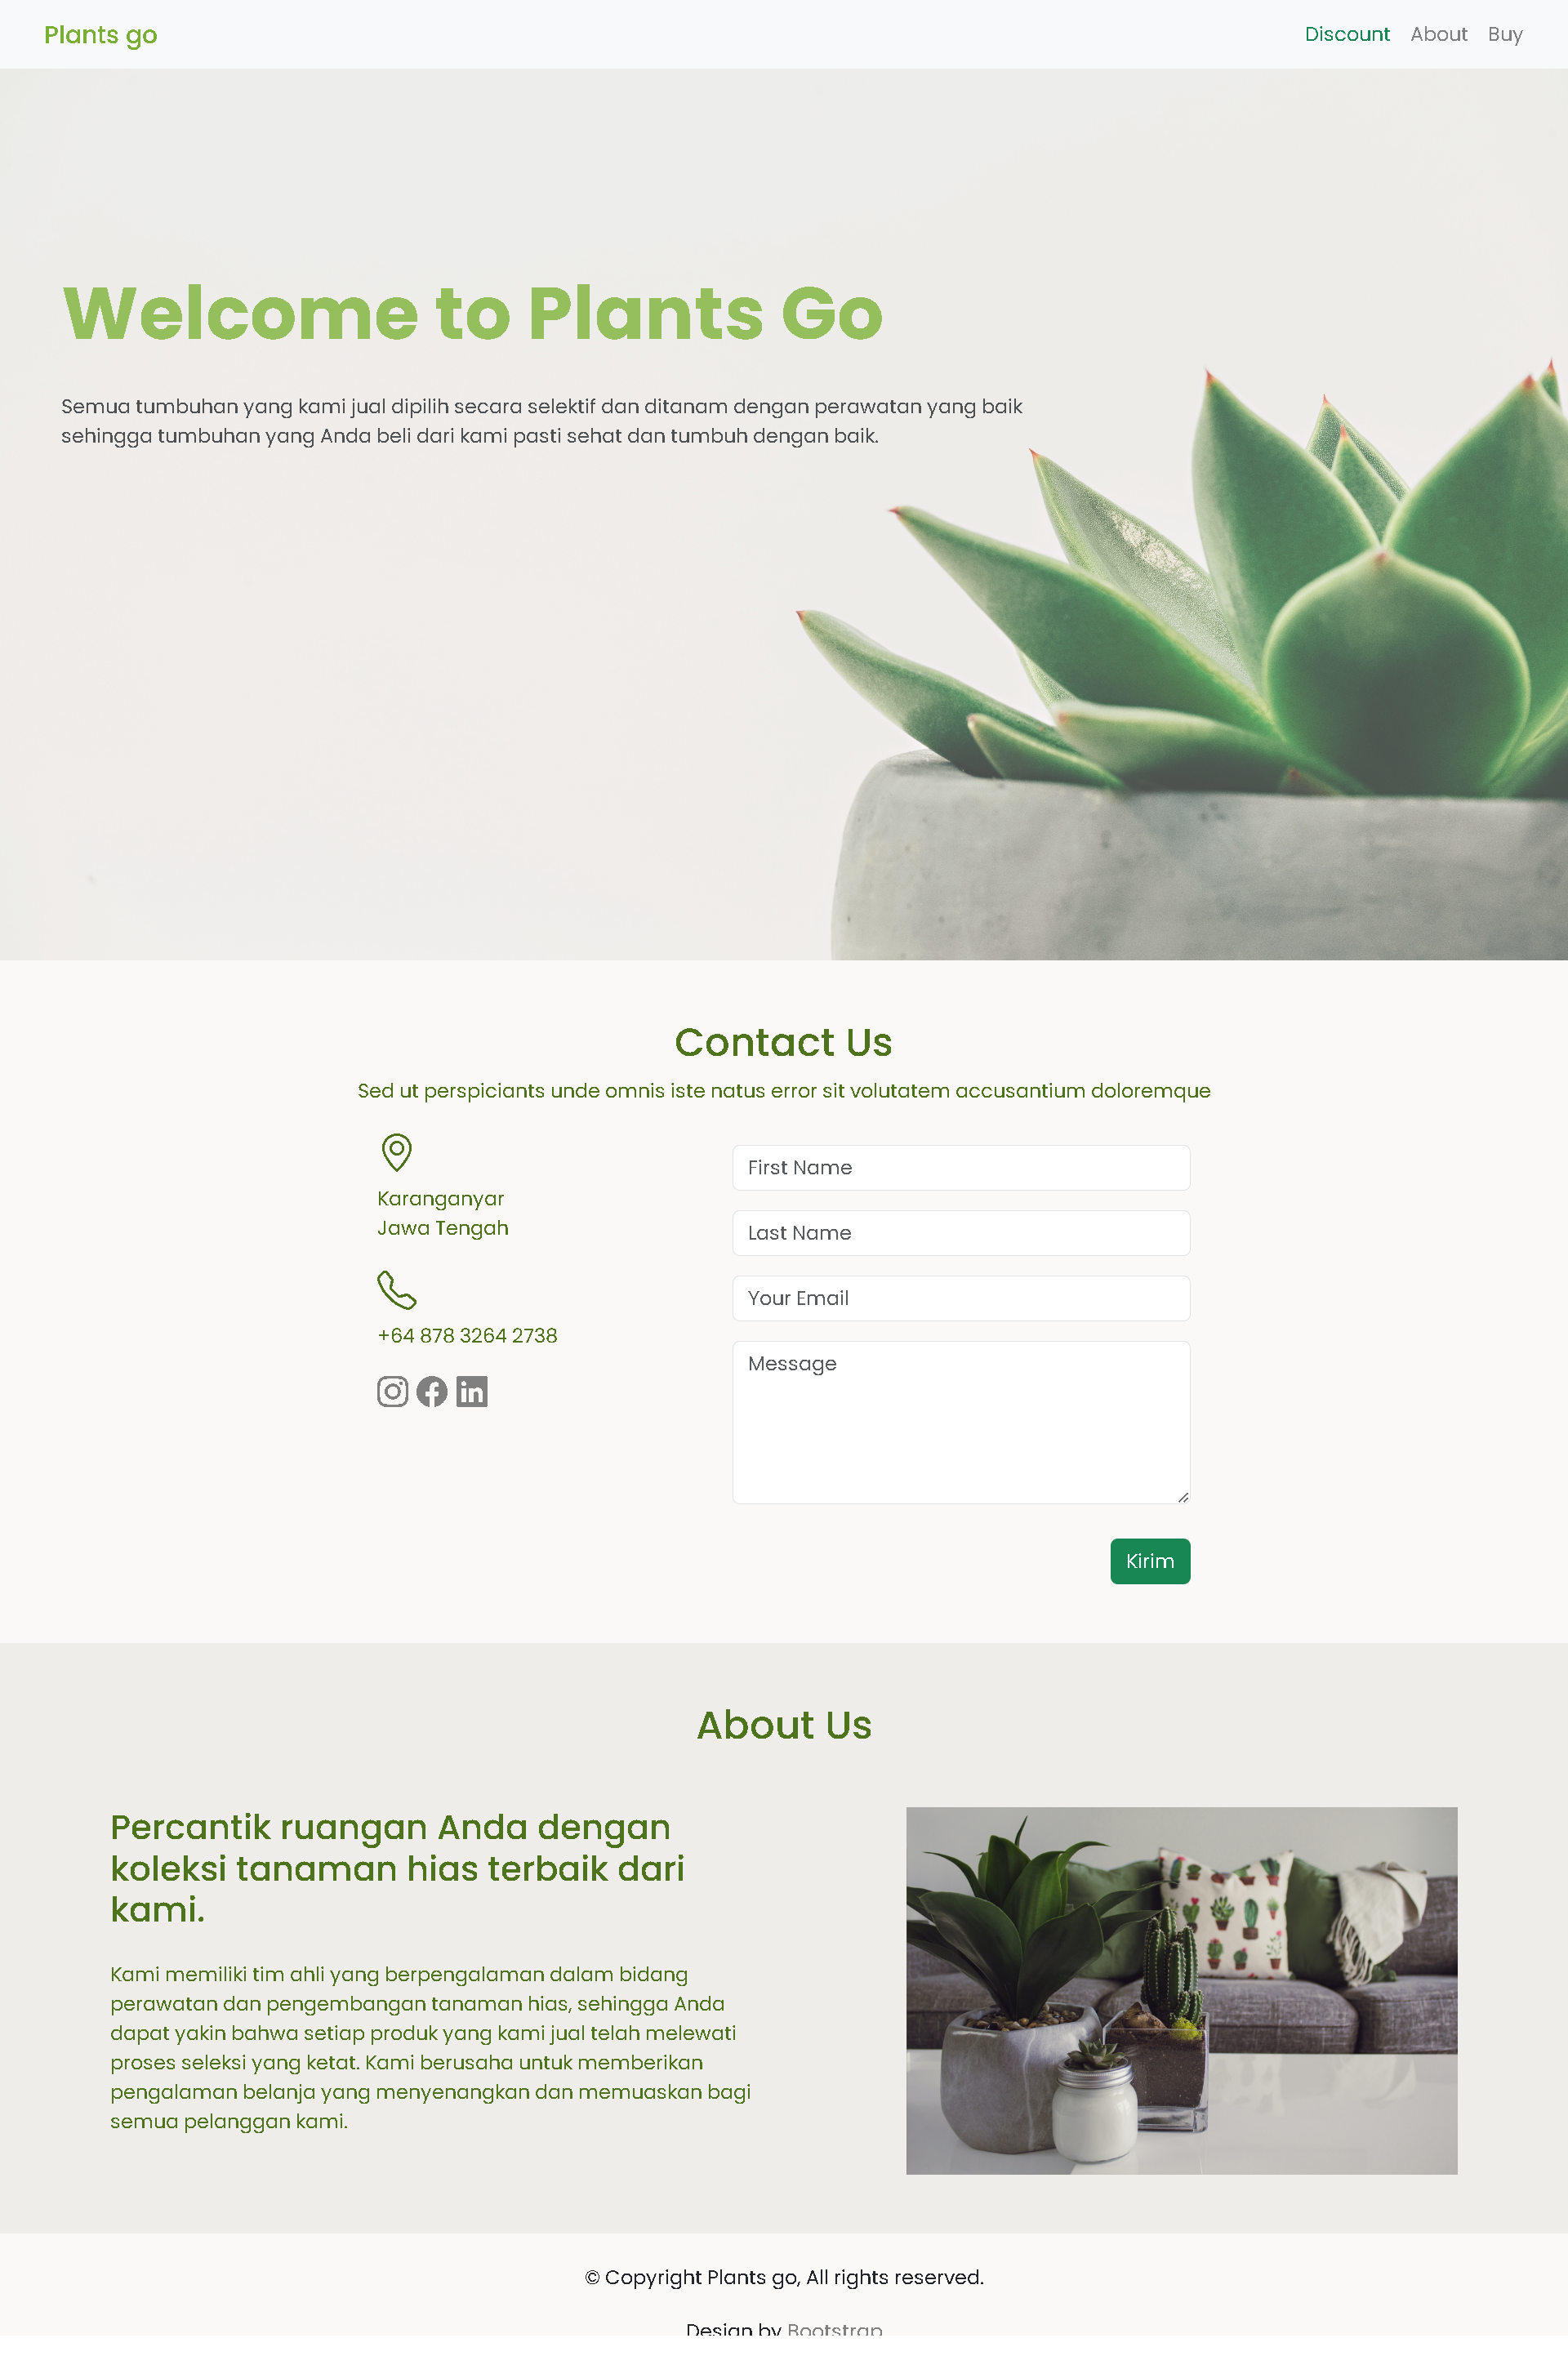 Plants go
Discount About Buy
Welcome to Plants Go
Semua tumbuhan yang kami jual dipilih secara selektif dan ditanam dengan perawatan yang baik
sehingga tumbuhan yang Anda beli dari kami pasti sehat dan tumbuh dengan baik.
Contact Us
Sed ut perspiciants unde omnis iste natus error sit volutatem accusantium doloremque
Karanganyar
Jawa Tengah
+64 878 3264 2738
First Name
Last Name
Your Email
Message
Kirim
About Us
Percantik ruangan Anda dengan
koleksi tanaman hias terbaik dari
kami.
Kami memiliki tim ahli yang berpengalaman dalam bidang
perawatan dan pengembangan tanaman hias, sehingga Anda
dapat yakin bahwa setiap produk yang kami jual telah melewati
proses seleksi yang ketat. Kami berusaha untuk memberikan
pengalaman belanja yang menyenangkan dan memuaskan bagi
semua pelanggan kami.
© Copyright Plants go, All rights reserved.
Design by Bootstrap